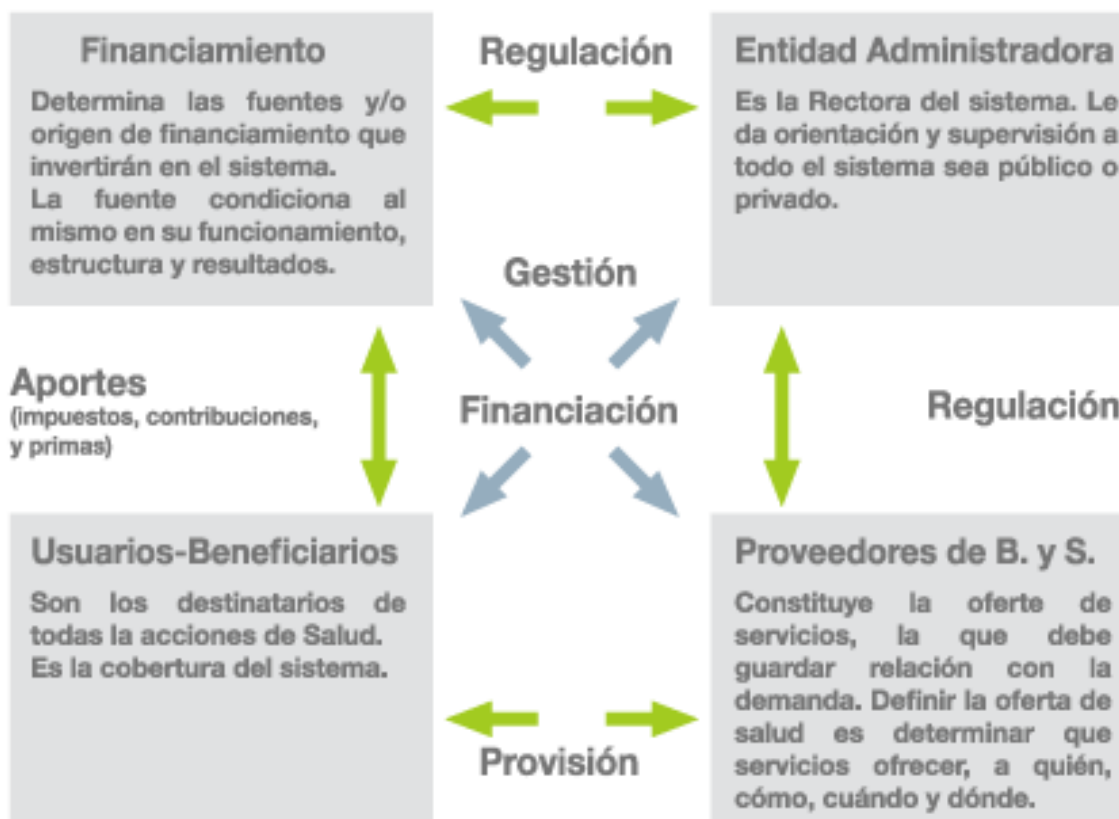 Financiamiento
Determina las fuentes y/o
origen de financiamiento que
invertirán en el sistema.
La fuente condiciona al
mismo en su funcionamiento,
estructura y resultados.
Regulación
Entidad Administradora
Es la Rectora del sistema. Le
da orientación y supervisión a
todo el sistema sea público o
privado.
Gestión
Aportes
(impuestos, contribuciones,
y primas)
Financiación
Regulación
Usuarios-Beneficiarios
Son los destinatarios de
todas la acciones de Salud.
Es la cobertura del sistema.
Provisión
Proveedores de B. y S.
Constituye la oferte de
servicios, la que debe
guardar relación con la
demanda. Definir la oferta de
salud es determinar que
servicios ofrecer, a quién,
cómo, cuándo y dónde.